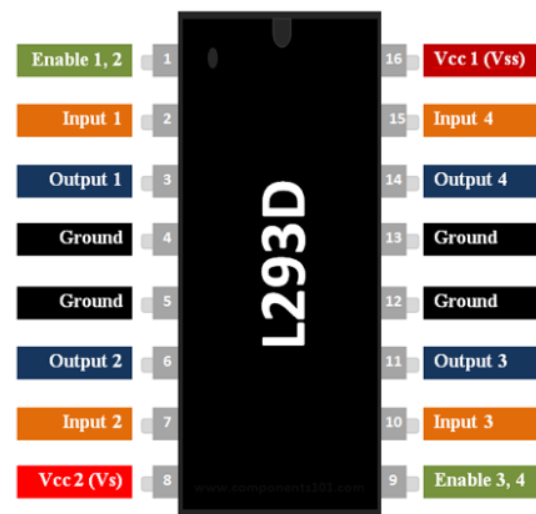 Enable 1, 2 1 16 Vcc 1 (Vss)
Input 1 2 15 Input 4
Output 1 3 14 Output 4
Ground 4 13 Ground
L293D
Ground 5 12 Ground
Output 2 6 11 Output 3
Input 2 7 10 Input 3
Vcc 2 (Vs) 8 9 Enable 3, 4
www.components101.com